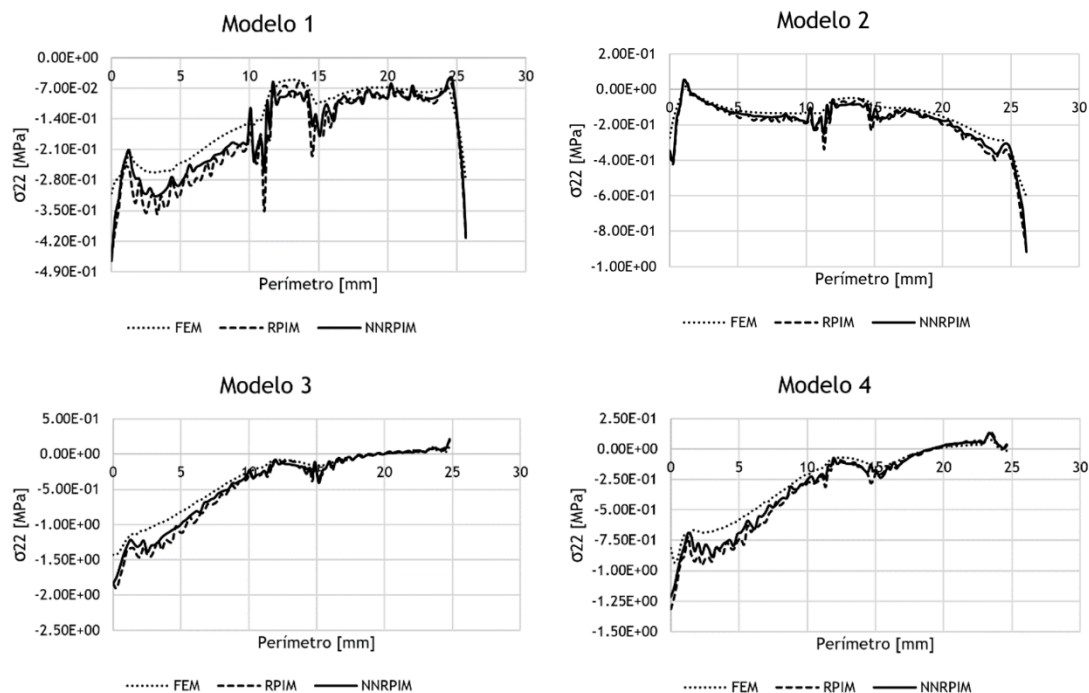 Modelo 1
0.00E+00
0 5 10 15 20 25 30
-7.00E-02
-1.40E-01
-2.10E-01
-2.80E-01
-3.50E-01
-4.20E-01
-4.90E-01
σ22 [MPa]
Perímetro [mm]
FEM RPIM NNRPIM
Modelo 2
2.00E-01
0.00E+00
0 5 10 15 20 25 30
-2.00E-01
-4.00E-01
-6.00E-01
-8.00E-01
-1.00E+00
σ22 [MPa]
Perímetro [mm]
FEM RPIM NNRPIM
Modelo 3
5.00E-01
0.00E+00
0 5 10 15 20 25 30
-5.00E-01
-1.00E+00
-1.50E+00
-2.00E+00
-2.50E+00
σ22 [MPa]
Perímetro [mm]
FEM RPIM NNRPIM
Modelo 4
2.50E-01
0.00E+00
0 5 10 15 20 25 30
-2.50E-01
-5.00E-01
-7.50E-01
-1.00E+00
-1.25E+00
-1.50E+00
σ22 [MPa]
Perímetro [mm]
FEM RPIM NNRPIM